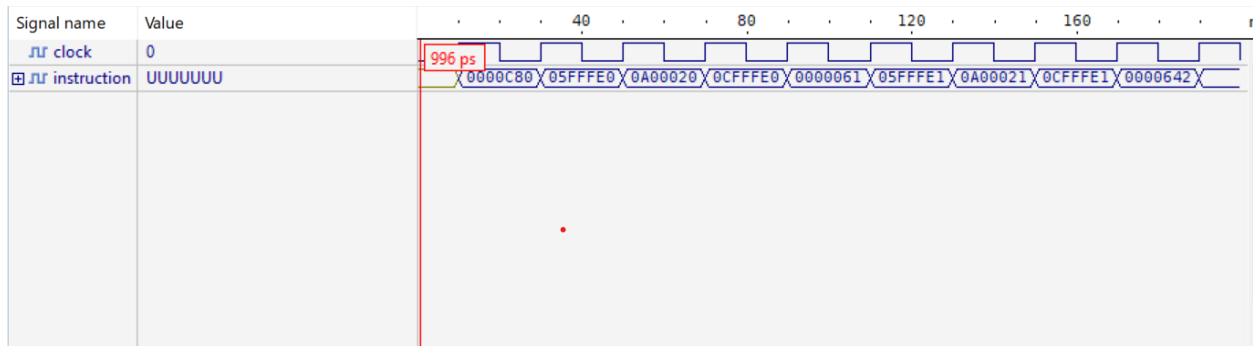 Signal name Value 40 80 120 160
clock 0
996 ps
instruction UUUUUUU 0000C80 05FFFE0 0A00020 0CFFFE0 0000061 05FFFE1 0A00021 0CFFFE1 0000642